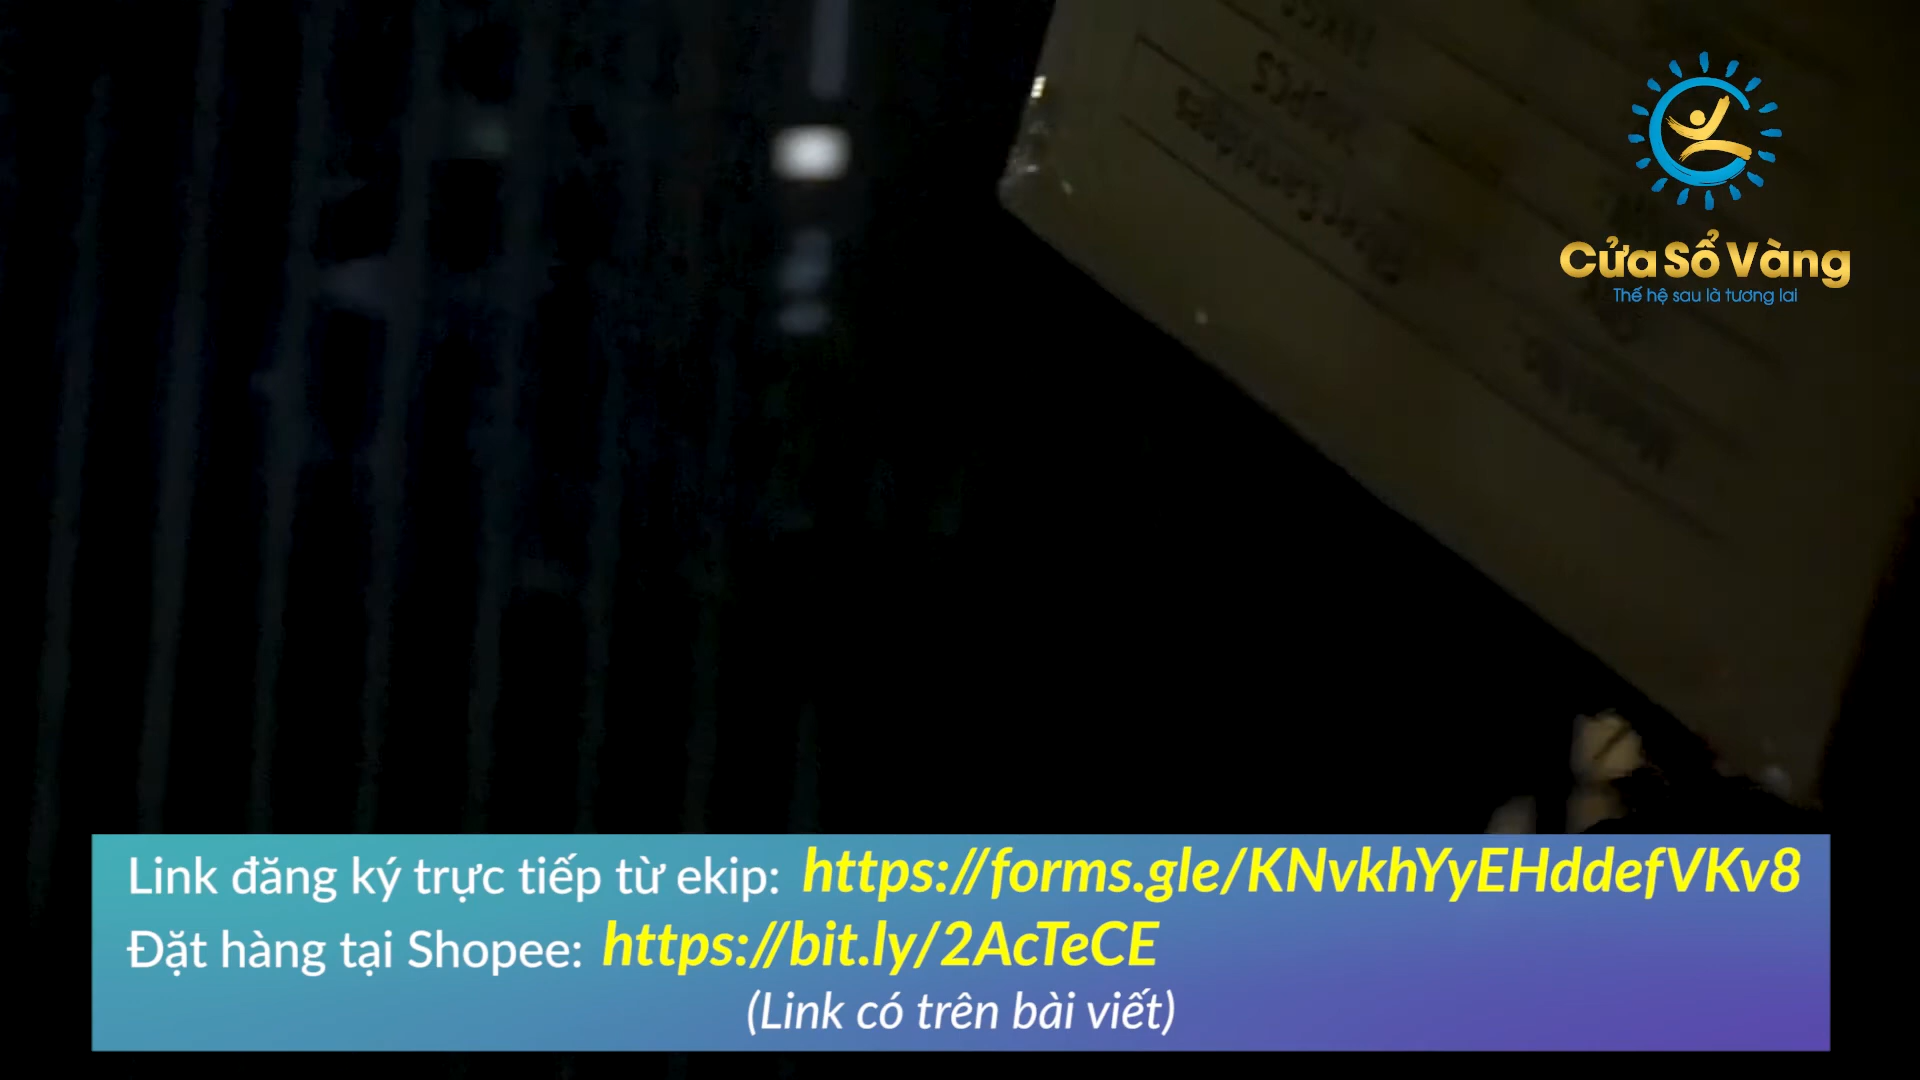 Cửa Sổ Vàng
Thế hệ sau là tương lai
Link đăng ký trực tiếp từ ekip: https://forms.gle/KNvkhYyEHddefVKv8
Đặt hàng tại Shopee: https://bit.ly/2AcTeCE
(Link có trên bài viết)